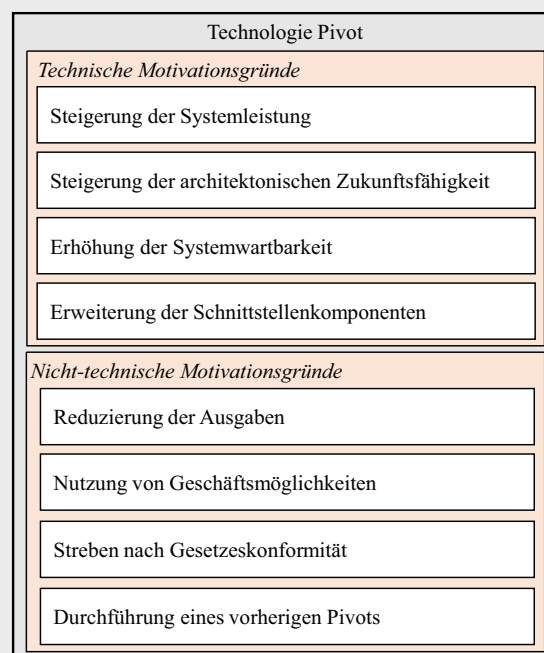 Technologie Pivot
Technische Motivationsgründe
Steigerung der Systemleistung
Steigerung der architektonischen Zukunftsfähigkeit
Erhöhung der Systemwartbarkeit
Erweiterung der Schnittstellenkomponenten
Nicht-technische Motivationsgründe
Reduzierung der Ausgaben
Nutzung von Geschäftsmöglichkeiten
Streben nach Gesetzeskonformität
Durchführung eines vorherigen Pivots